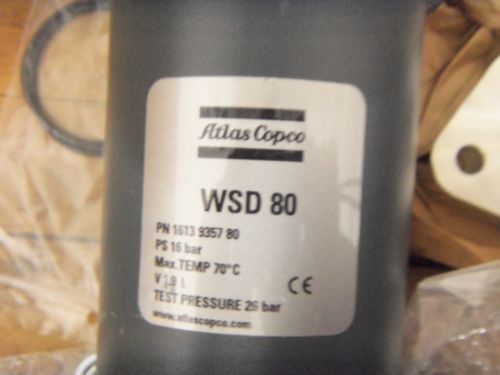 Atlas Copco
WSD 80
PN 1613 9357 80
PS 16 bar
Max.TEMP 70°C
V 1.9 L
TEST PRESSURE 26 bar
www.atlascopco.com
CE